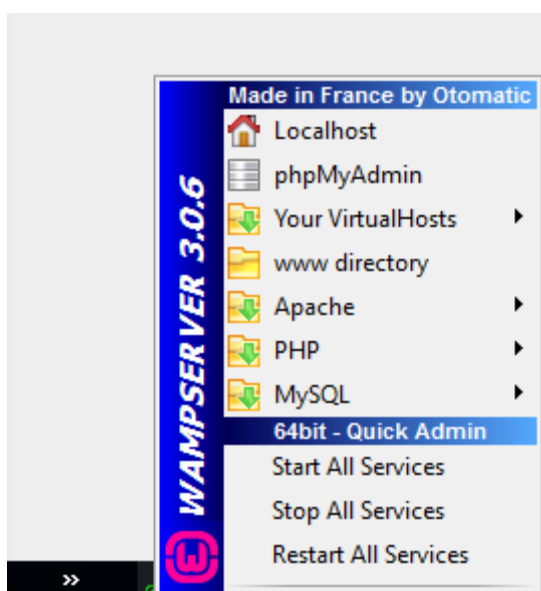 Made in France by Otomatic
Localhost
phpMyAdmin
Your VirtualHosts
www directory
Apache
PHP
MySQL
64bit - Quick Admin
Start All Services
Stop All Services
Restart All Services
WAMPSERVER 3.0.6